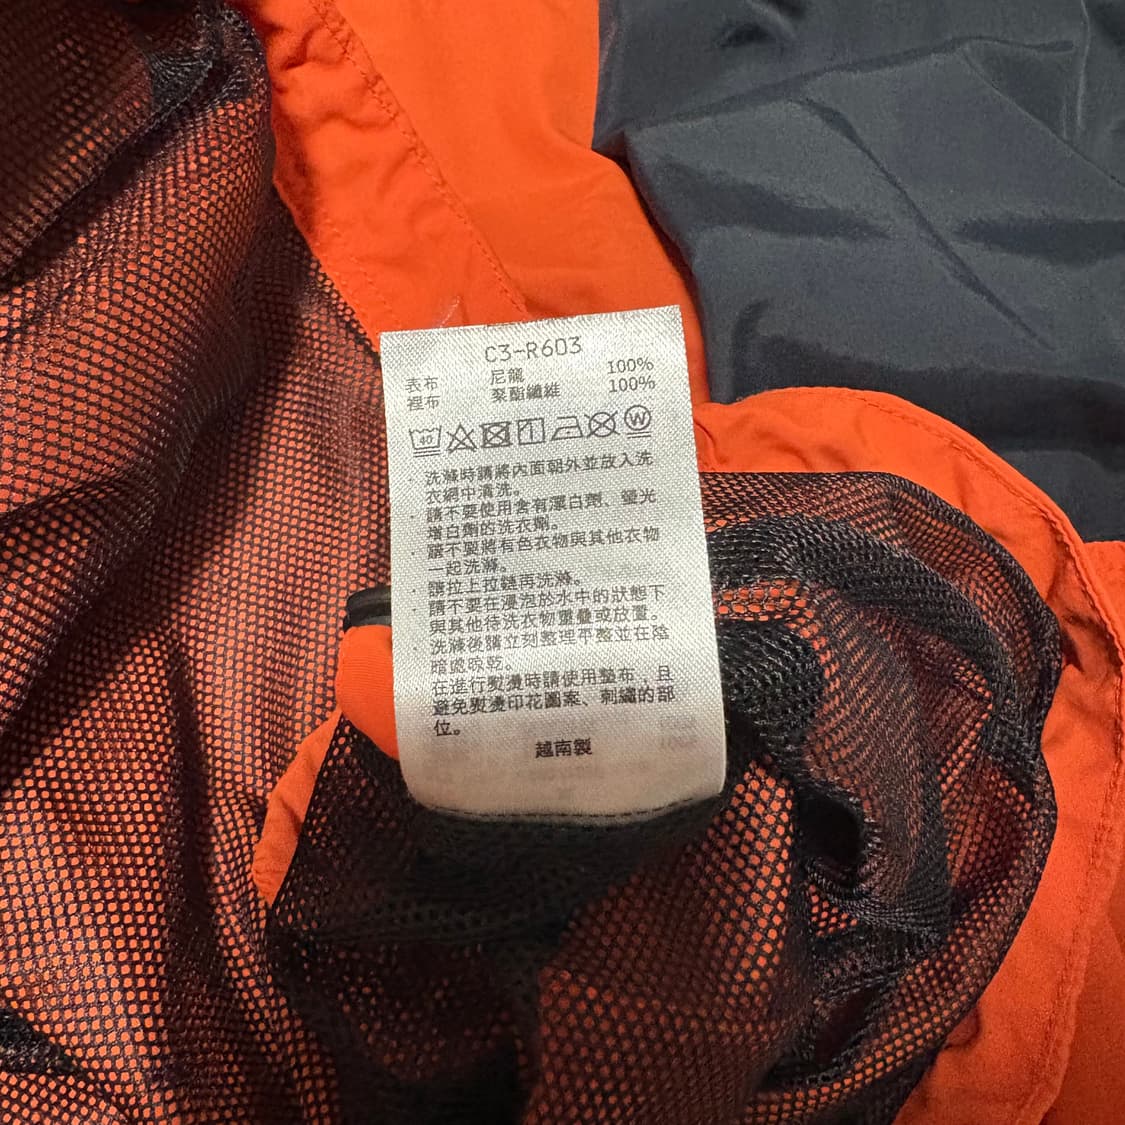 C3-R603
表布 尼龍 100%
裡布 聚酯纖維 100%
40 W
· 洗滌時請將內面朝外並放入洗
衣網中清洗。
· 請不要使用含有漂白劑、螢光
增白劑的洗衣劑。
· 請不要將有色衣物與其他衣物
一起洗滌。
· 請拉上拉鏈再洗滌。
· 請不要在浸泡於水中的狀態下
與其他待洗衣物重疊或放置。
· 洗滌後請立刻整理平整並在陰
暗處晾乾。
· 在進行熨燙時請使用墊布，且
避免熨燙印花圖案、刺繡的部
位。
越南製